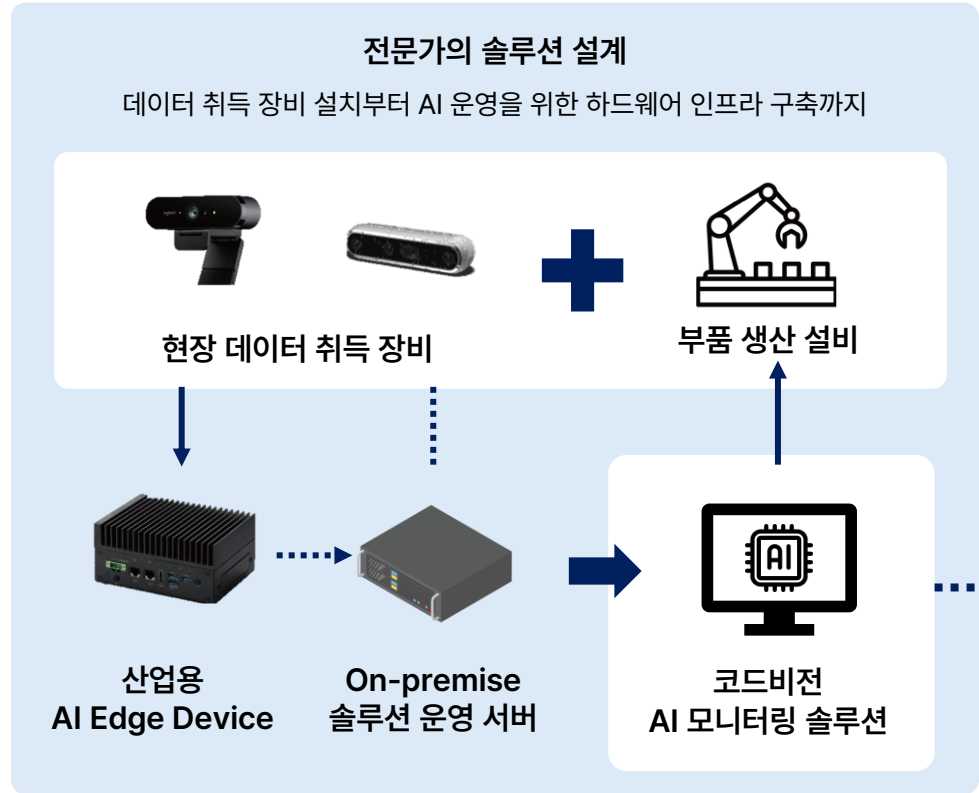 전문가의 솔루션 설계
데이터 취득 장비 설치부터 AI 운영을 위한 하드웨어 인프라 구축까지
현장 데이터 취득 장비
부품 생산 설비
산업용
AI Edge Device
On-premise
솔루션 운영 서버
AI
코드비전
AI 모니터링 솔루션